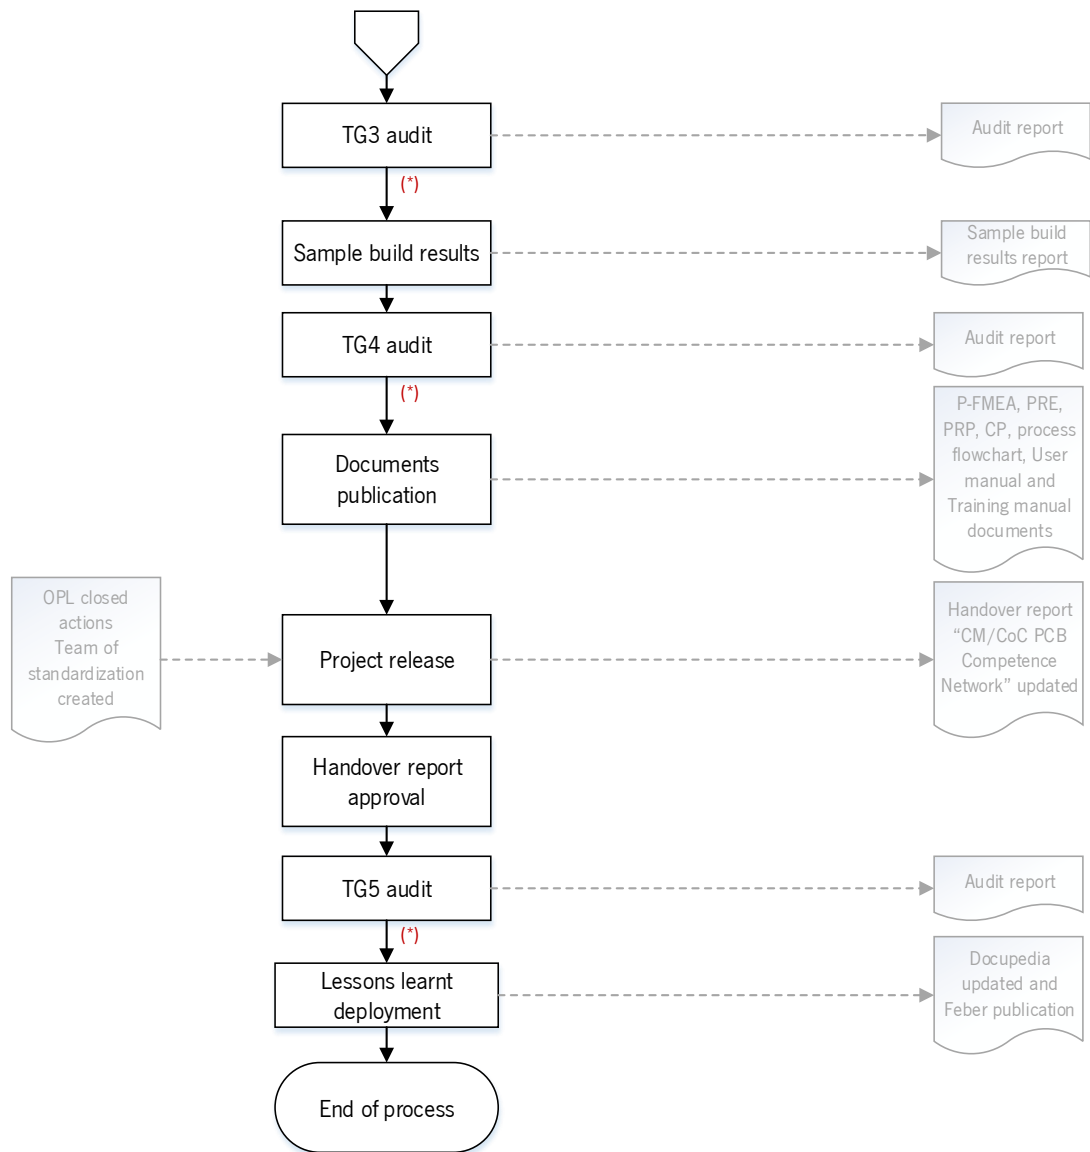 TG3 audit
Audit report
(*)
Sample build results
Sample build
results report
TG4 audit
Audit report
(*)
Documents
publication
P-FMEA, PRE,
PRP, CP, process
flowchart, User
manual and
Training manual
documents
OPL closed
actions
Team of
standardization
created
Project release
Handover report
“CM/CoC PCB
Competence
Network” updated
Handover report
approval
TG5 audit
Audit report
(*)
Lessons learnt
deployment
Docupedia
updated and
Feber publication
End of process